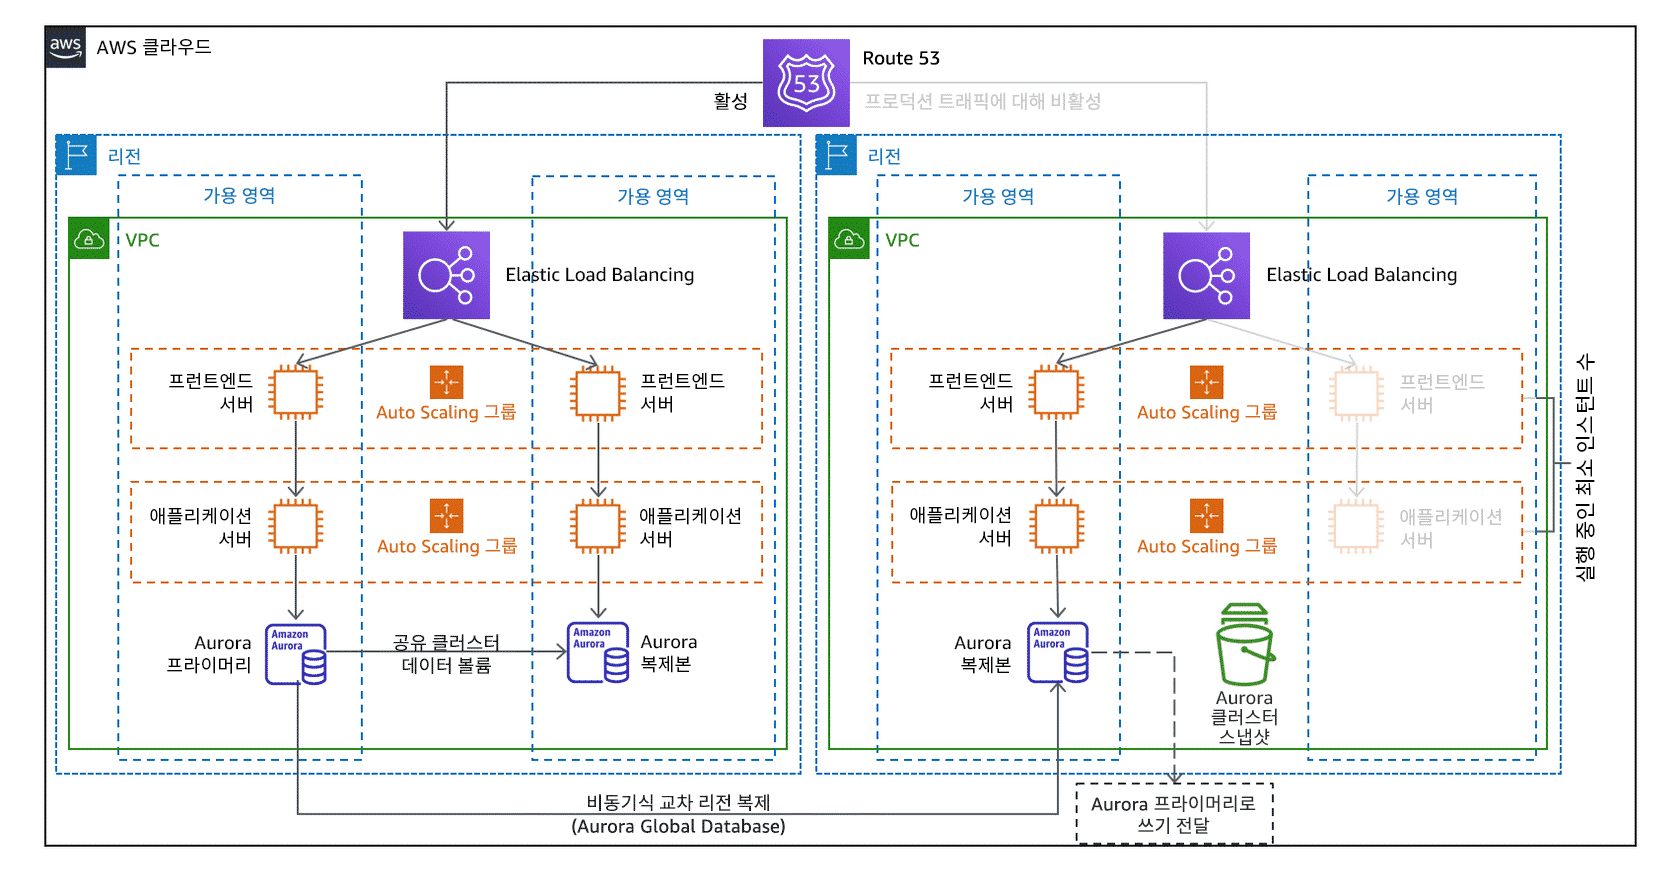 aws
AWS 클라우드
53
Route 53
활성
프로덕션 트래픽에 대해 비활성
리전
가용 영역
가용 영역
VPC
Elastic Load Balancing
프런트엔드
서버
Auto Scaling 그룹
프런트엔드
서버
애플리케이션
서버
Auto Scaling 그룹
애플리케이션
서버
Aurora
프라이머리
Amazon
Aurora
공유 클러스터
데이터 볼륨
Amazon
Aurora
Aurora
복제본
리전
가용 영역
가용 영역
VPC
Elastic Load Balancing
프런트엔드
서버
Auto Scaling 그룹
프런트엔드
서버
애플리케이션
서버
Auto Scaling 그룹
애플리케이션
서버
실행 중인 최소 인스턴트 수
Aurora
복제본
Amazon
Aurora
Aurora
클러스터
스냅샷
비동기식 교차 리전 복제
(Aurora Global Database)
Aurora 프라이머리로
쓰기 전달